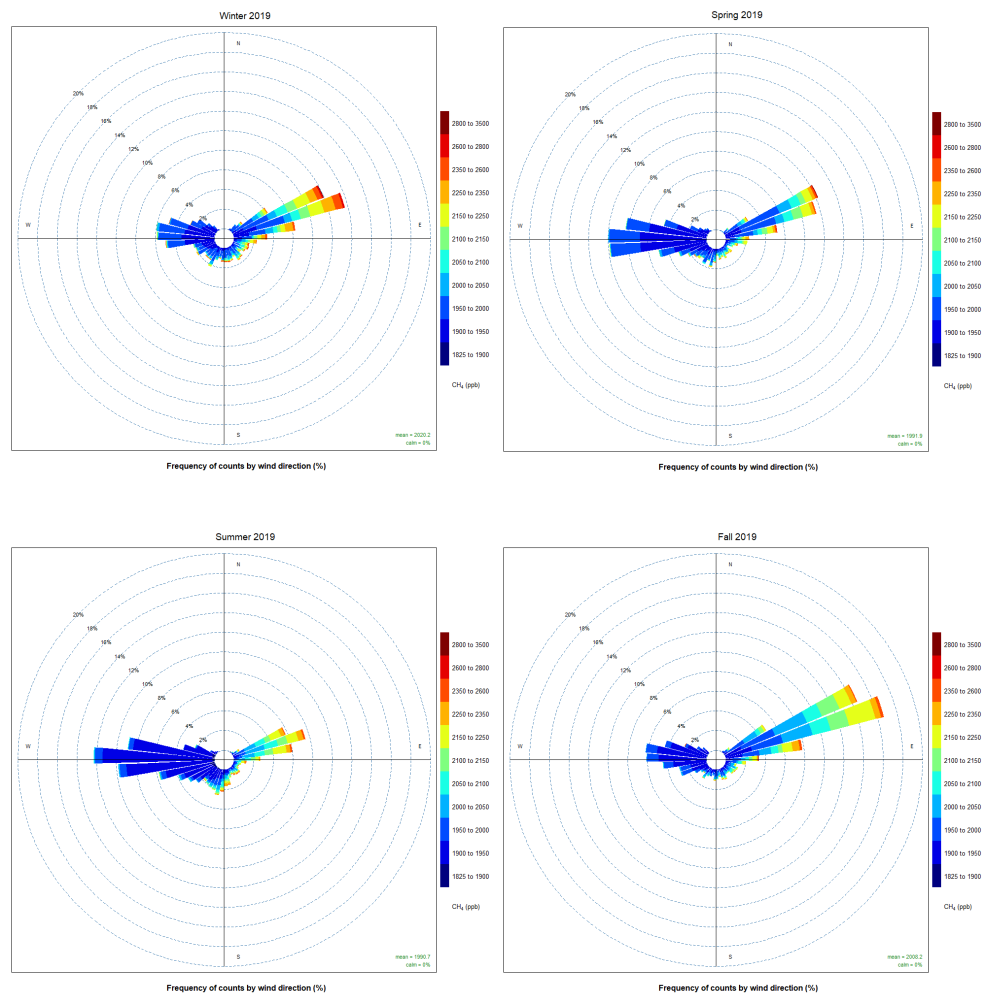 Winter 2019
N
20%
18%
16%
14%
12%
10%
8%
6%
4%
2%
W
E
S
mean = 2020.2
calm = 0%
2800 to 3500
2600 to 2800
2350 to 2600
2250 to 2350
2150 to 2250
2100 to 2150
2050 to 2100
2000 to 2050
1950 to 2000
1900 to 1950
1825 to 1900
CH₄ (ppb)
Frequency of counts by wind direction (%)
Spring 2019
N
20%
18%
16%
14%
12%
10%
8%
6%
4%
2%
W
E
S
mean = 1991.9
calm = 0%
2800 to 3500
2600 to 2800
2350 to 2600
2250 to 2350
2150 to 2250
2100 to 2150
2050 to 2100
2000 to 2050
1950 to 2000
1900 to 1950
1825 to 1900
CH₄ (ppb)
Frequency of counts by wind direction (%)
Summer 2019
N
20%
18%
16%
14%
12%
10%
8%
6%
4%
2%
W
E
S
mean = 1990.7
calm = 0%
2800 to 3500
2600 to 2800
2350 to 2600
2250 to 2350
2150 to 2250
2100 to 2150
2050 to 2100
2000 to 2050
1950 to 2000
1900 to 1950
1825 to 1900
CH₄ (ppb)
Frequency of counts by wind direction (%)
Fall 2019
N
20%
18%
16%
14%
12%
10%
8%
6%
4%
2%
W
E
S
mean = 2006.2
calm = 0%
2800 to 3500
2600 to 2800
2350 to 2600
2250 to 2350
2150 to 2250
2100 to 2150
2050 to 2100
2000 to 2050
1950 to 2000
1900 to 1950
1825 to 1900
CH₄ (ppb)
Frequency of counts by wind direction (%)